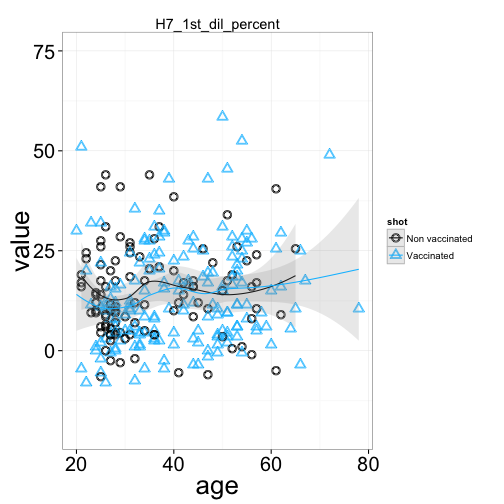 H7_1st_dil_percent
75
50
25
0
value
20 40 60 80
age
shot
Non vaccinated
Vaccinated